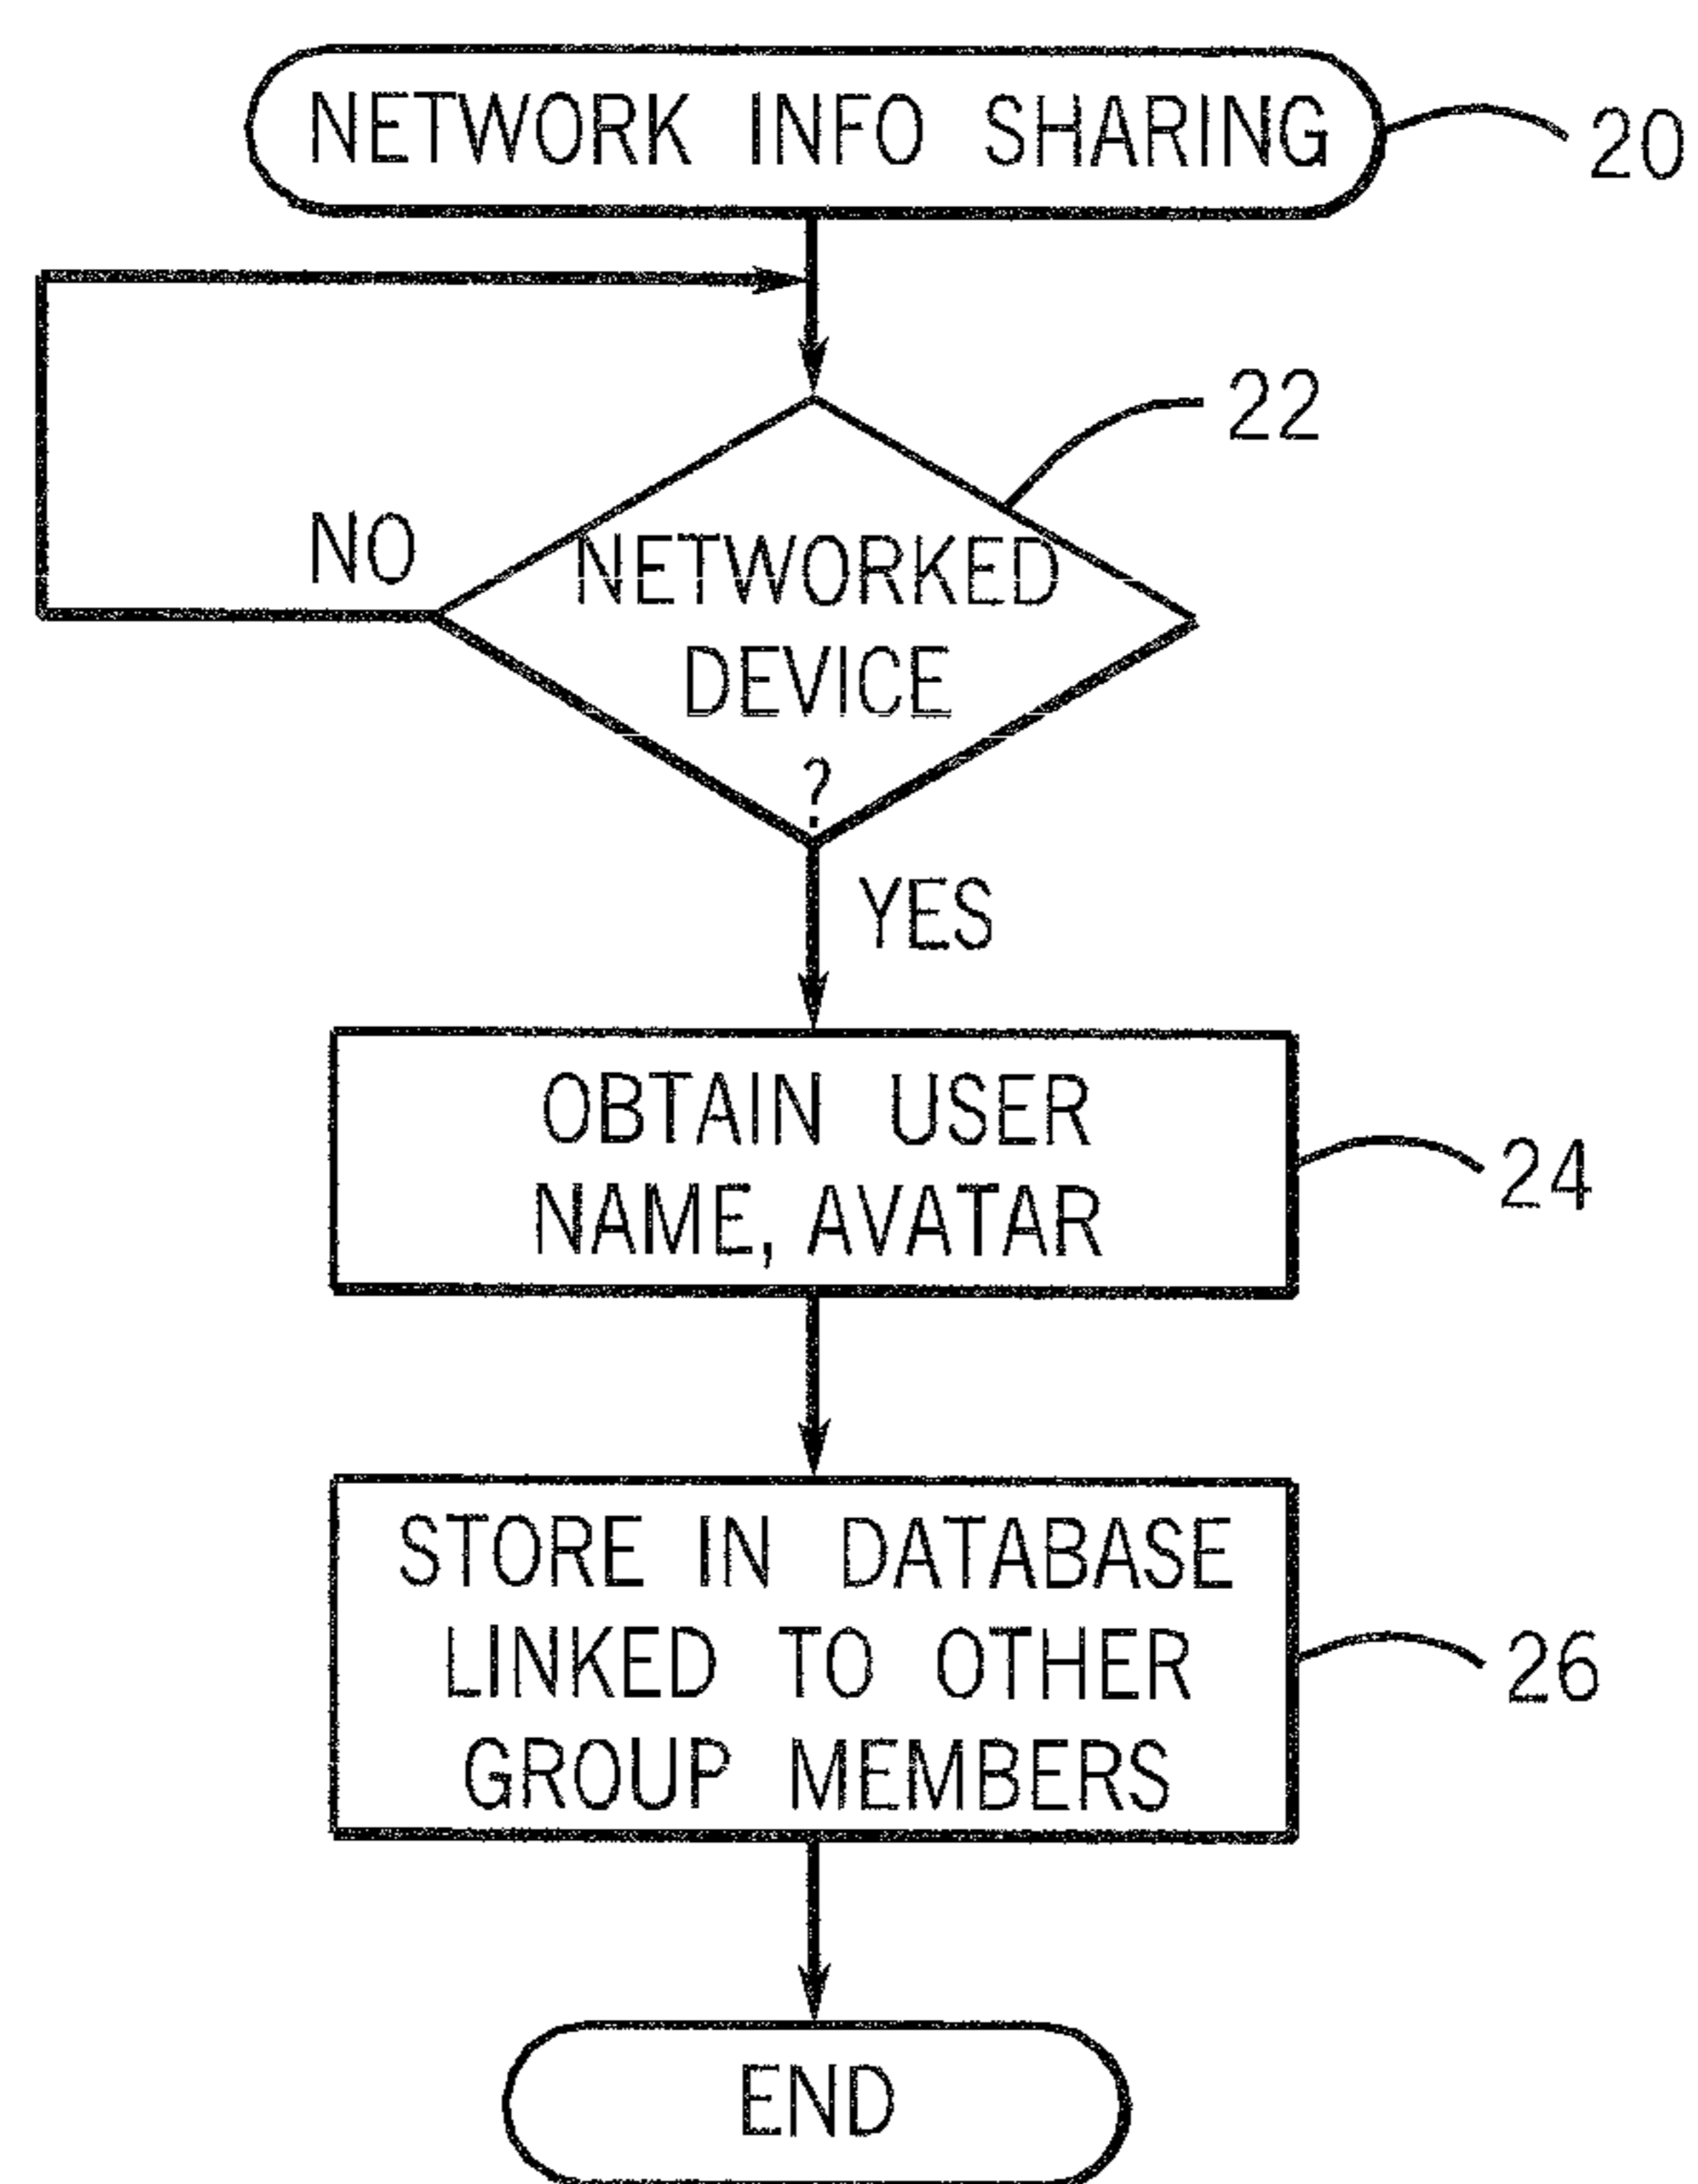 NETWORK INFO SHARING
20
22
NO
NETWORKED
DEVICE
?
YES
OBTAIN USER
NAME, AVATAR
24
STORE IN DATABASE
LINKED TO OTHER
GROUP MEMBERS
26
END